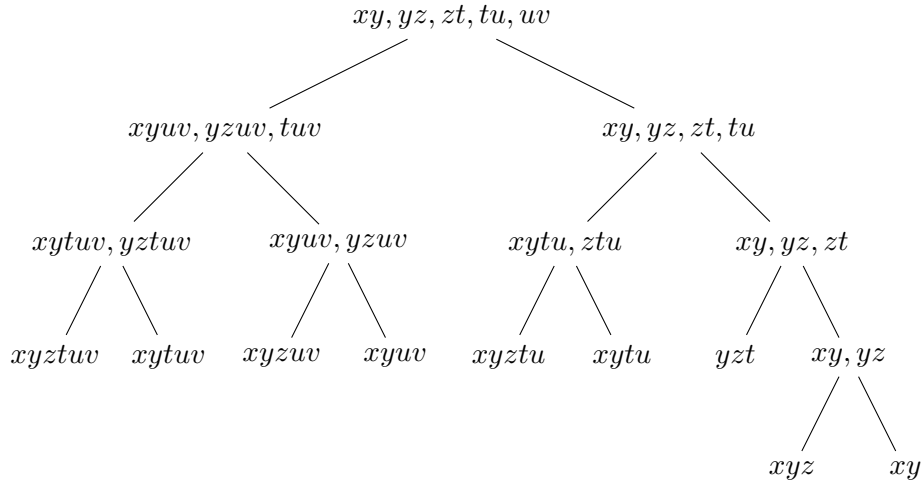 xy, yz, zt, tu, uv
xyuv, yzuv, tuv
xy, yz, zt, tu
xytuv, yztuv
xyuv, yzuv
xytu, ztu
xy, yz, zt
xyztuv
xytuv
xyzuv
xyuv
xyztu
xytu
yzt
xy, yz
xyz
xy